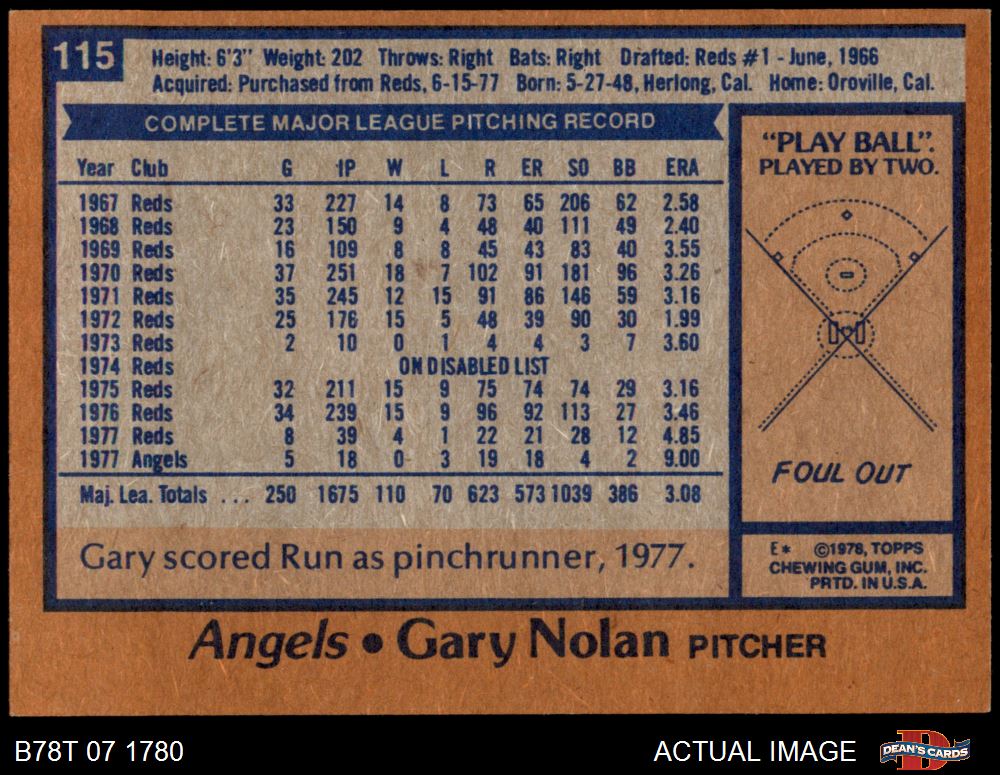 115
Height: 6'3" Weight: 202 Throws: Right Bats: Right Drafted: Reds #1 - June, 1966
Acquired: Purchased from Reds, 6-15-77 Born: 5-27-48, Herlong, Cal. Home: Oroville, Cal.
COMPLETE MAJOR LEAGUE PITCHING RECORD
Year Club G IP W L R ER SO BB ERA
1967 Reds 33 227 14 8 73 65 206 62 2.58
1968 Reds 23 150 9 4 48 40 111 49 2.40
1969 Reds 16 109 8 8 45 43 83 40 3.55
1970 Reds 37 251 18 7 102 91 181 96 3.26
1971 Reds 35 245 12 15 91 86 146 59 3.16
1972 Reds 25 176 15 5 48 39 90 30 1.99
1973 Reds 2 10 0 1 4 4 3 7 3.60
1974 Reds ON DISABLED LIST
1975 Reds 32 211 15 9 75 74 74 29 3.16
1976 Reds 34 239 15 9 96 92 113 27 3.46
1977 Reds 8 39 4 1 22 21 28 12 4.85
1977 Angels 5 18 0 3 19 18 4 2 9.00
Maj. Lea. Totals ... 250 1675 110 70 623 573 1039 386 3.08
Gary scored Run as pinchrunner, 1977.
"PLAY BALL".
PLAYED BY TWO.
FOUL OUT
E* ©1978, TOPPS
CHEWING GUM, INC.
PRTD. IN U.S.A.
Angels • Gary Nolan PITCHER
B78T 07 1780
ACTUAL IMAGE
D
DEAN'S CARDS